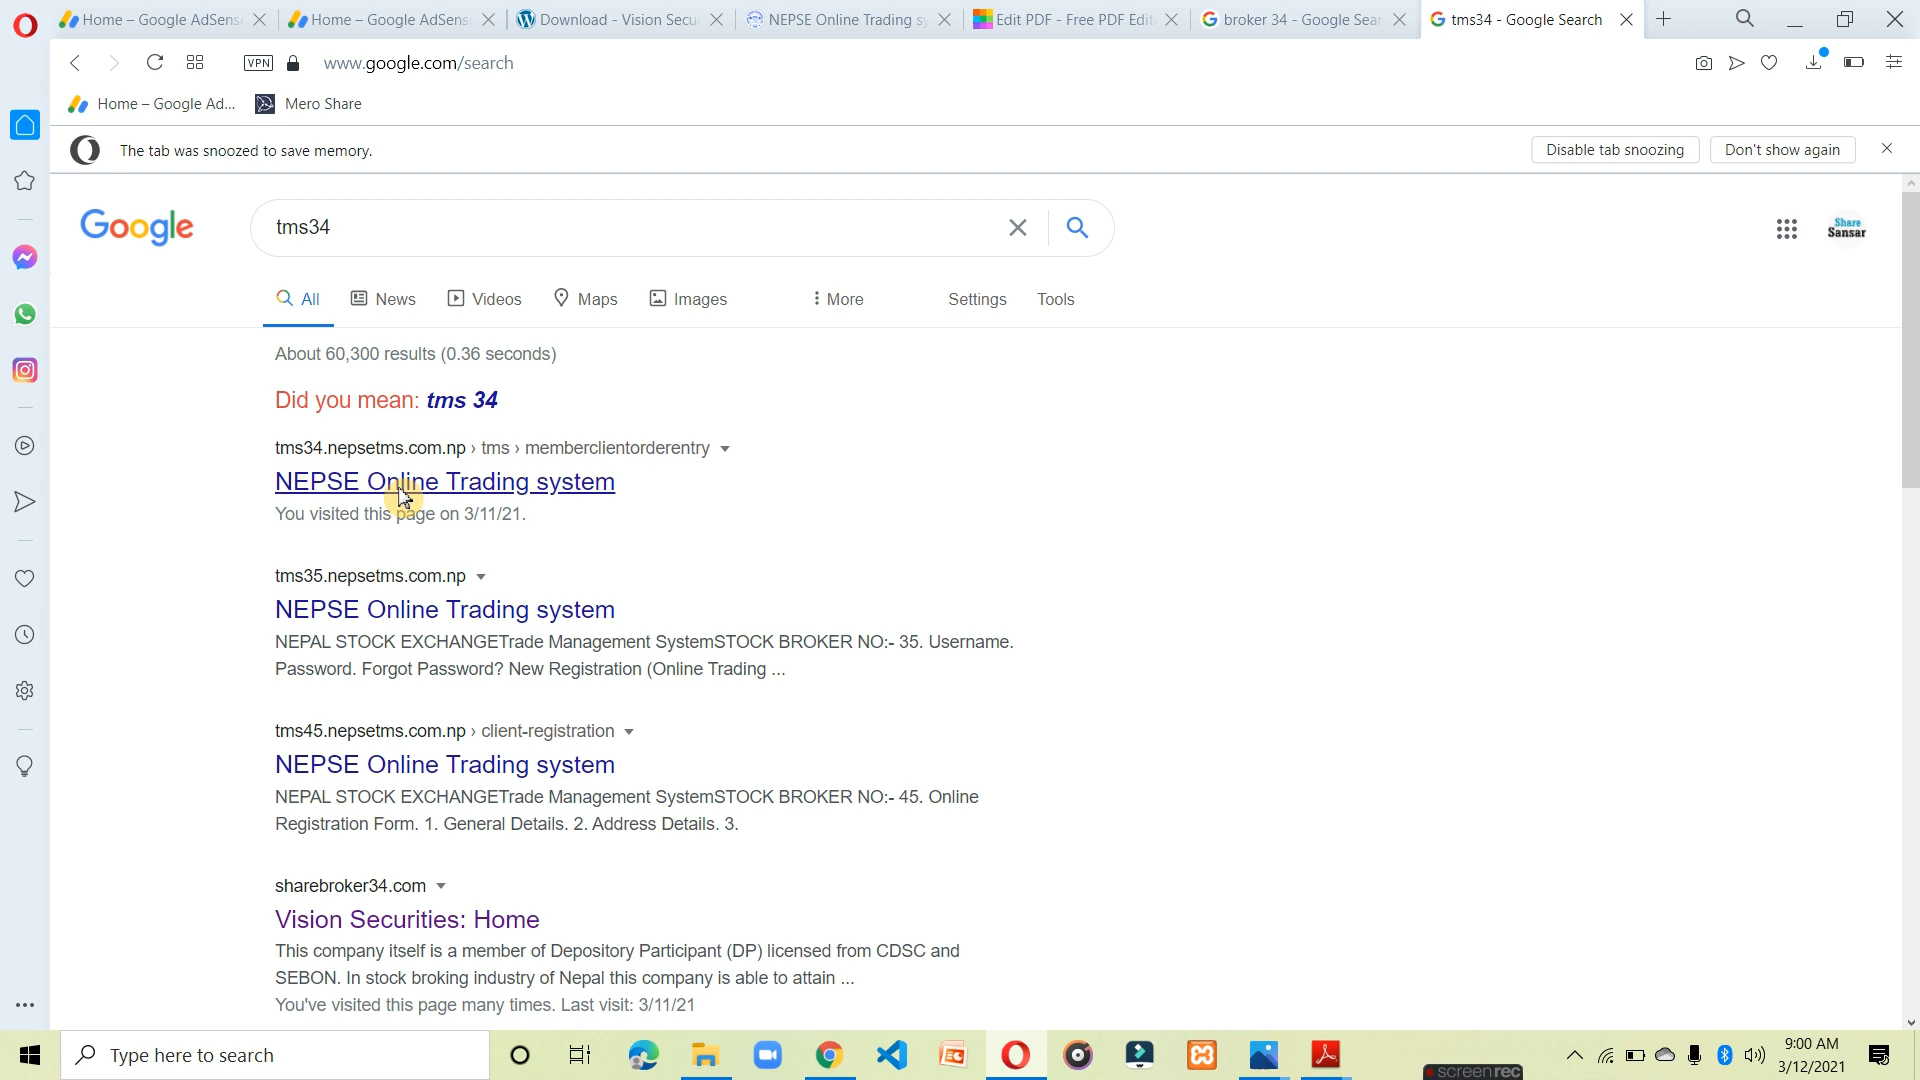 Home – Google AdSens
Home – Google AdSens
Download - Vision Secu
NEPSE Online Trading sy
Edit PDF - Free PDF Edit
broker 34 - Google Sear
tms34 - Google Search
VPN
www.google.com/search
Home – Google Ad...
Mero Share
The tab was snoozed to save memory.
Disable tab snoozing
Don't show again
Google
tms34
Share
Sansar
All
News
Videos
Maps
Images
More
Settings
Tools
About 60,300 results (0.36 seconds)
Did you mean: tms 34
tms34.nepsetms.com.np › tms › memberclientorderentry
NEPSE Online Trading system
You visited this page on 3/11/21.
tms35.nepsetms.com.np
NEPSE Online Trading system
NEPAL STOCK EXCHANGETrade Management SystemSTOCK BROKER NO:- 35. Username.
Password. Forgot Password? New Registration (Online Trading ...
tms45.nepsetms.com.np › client-registration
NEPSE Online Trading system
NEPAL STOCK EXCHANGETrade Management SystemSTOCK BROKER NO:- 45. Online
Registration Form. 1. General Details. 2. Address Details. 3.
sharebroker34.com
Vision Securities: Home
This company itself is a member of Depository Participant (DP) licensed from CDSC and
SEBON. In stock broking industry of Nepal this company is able to attain ...
You've visited this page many times. Last visit: 3/11/21
Type here to search
screenrec
9:00 AM
3/12/2021